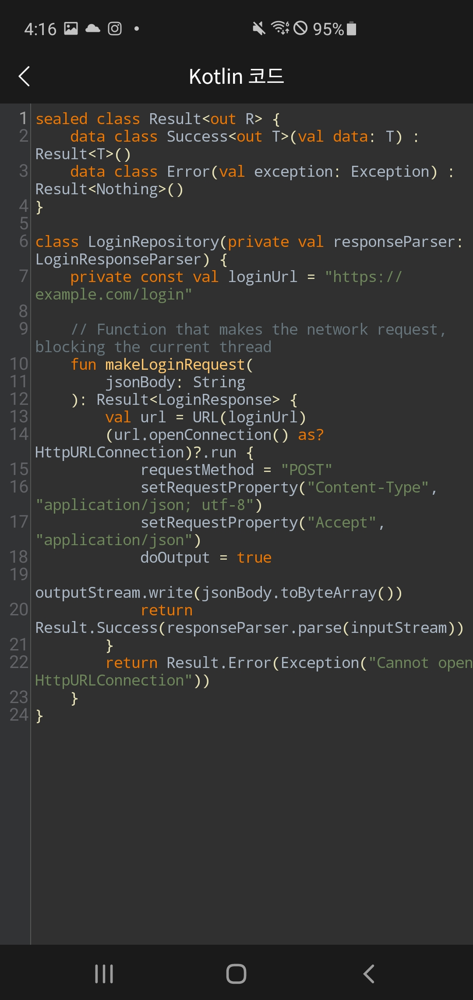 4:16
95%
Kotlin 코드
1 sealed class Result<out R> {
2     data class Success<out T>(val data: T) :
Result<T>()
3     data class Error(val exception: Exception) :
Result<Nothing>()
4 }
5
6 class LoginRepository(private val responseParser:
LoginResponseParser) {
7     private const val loginUrl = "https://
example.com/login"
8
9     // Function that makes the network request,
blocking the current thread
10     fun makeLoginRequest(
11         jsonBody: String
12     ): Result<LoginResponse> {
13         val url = URL(loginUrl)
14         (url.openConnection() as?
HttpURLConnection)?.run {
15             requestMethod = "POST"
16             setRequestProperty("Content-Type",
"application/json; utf-8")
17             setRequestProperty("Accept",
"application/json")
18             doOutput = true
19
outputStream.write(jsonBody.toByteArray())
20             return
Result.Success(responseParser.parse(inputStream))
21         }
22         return Result.Error(Exception("Cannot open
HttpURLConnection"))
23     }
24 }